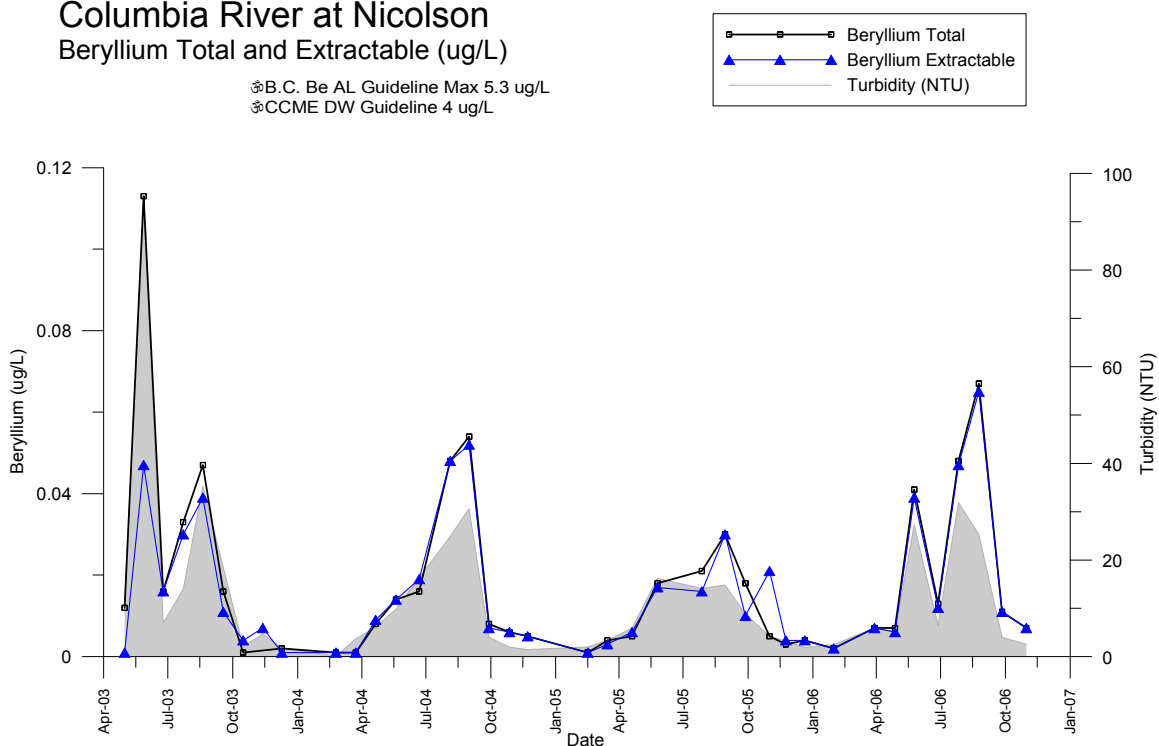 Columbia River at Nicolson
Beryllium Total and Extractable (ug/L)
ॐB.C. Be AL Guideline Max 5.3 ug/L
ॐCCME DW Guideline 4 ug/L
Beryllium Total
Beryllium Extractable
Turbidity (NTU)
0.12
0.08
0.04
0
Beryllium (ug/L)
100
80
60
40
20
0
Turbidity (NTU)
Apr-03
Jul-03
Oct-03
Jan-04
Apr-04
Jul-04
Oct-04
Jan-05
Apr-05
Jul-05
Oct-05
Jan-06
Apr-06
Jul-06
Oct-06
Jan-07
Date